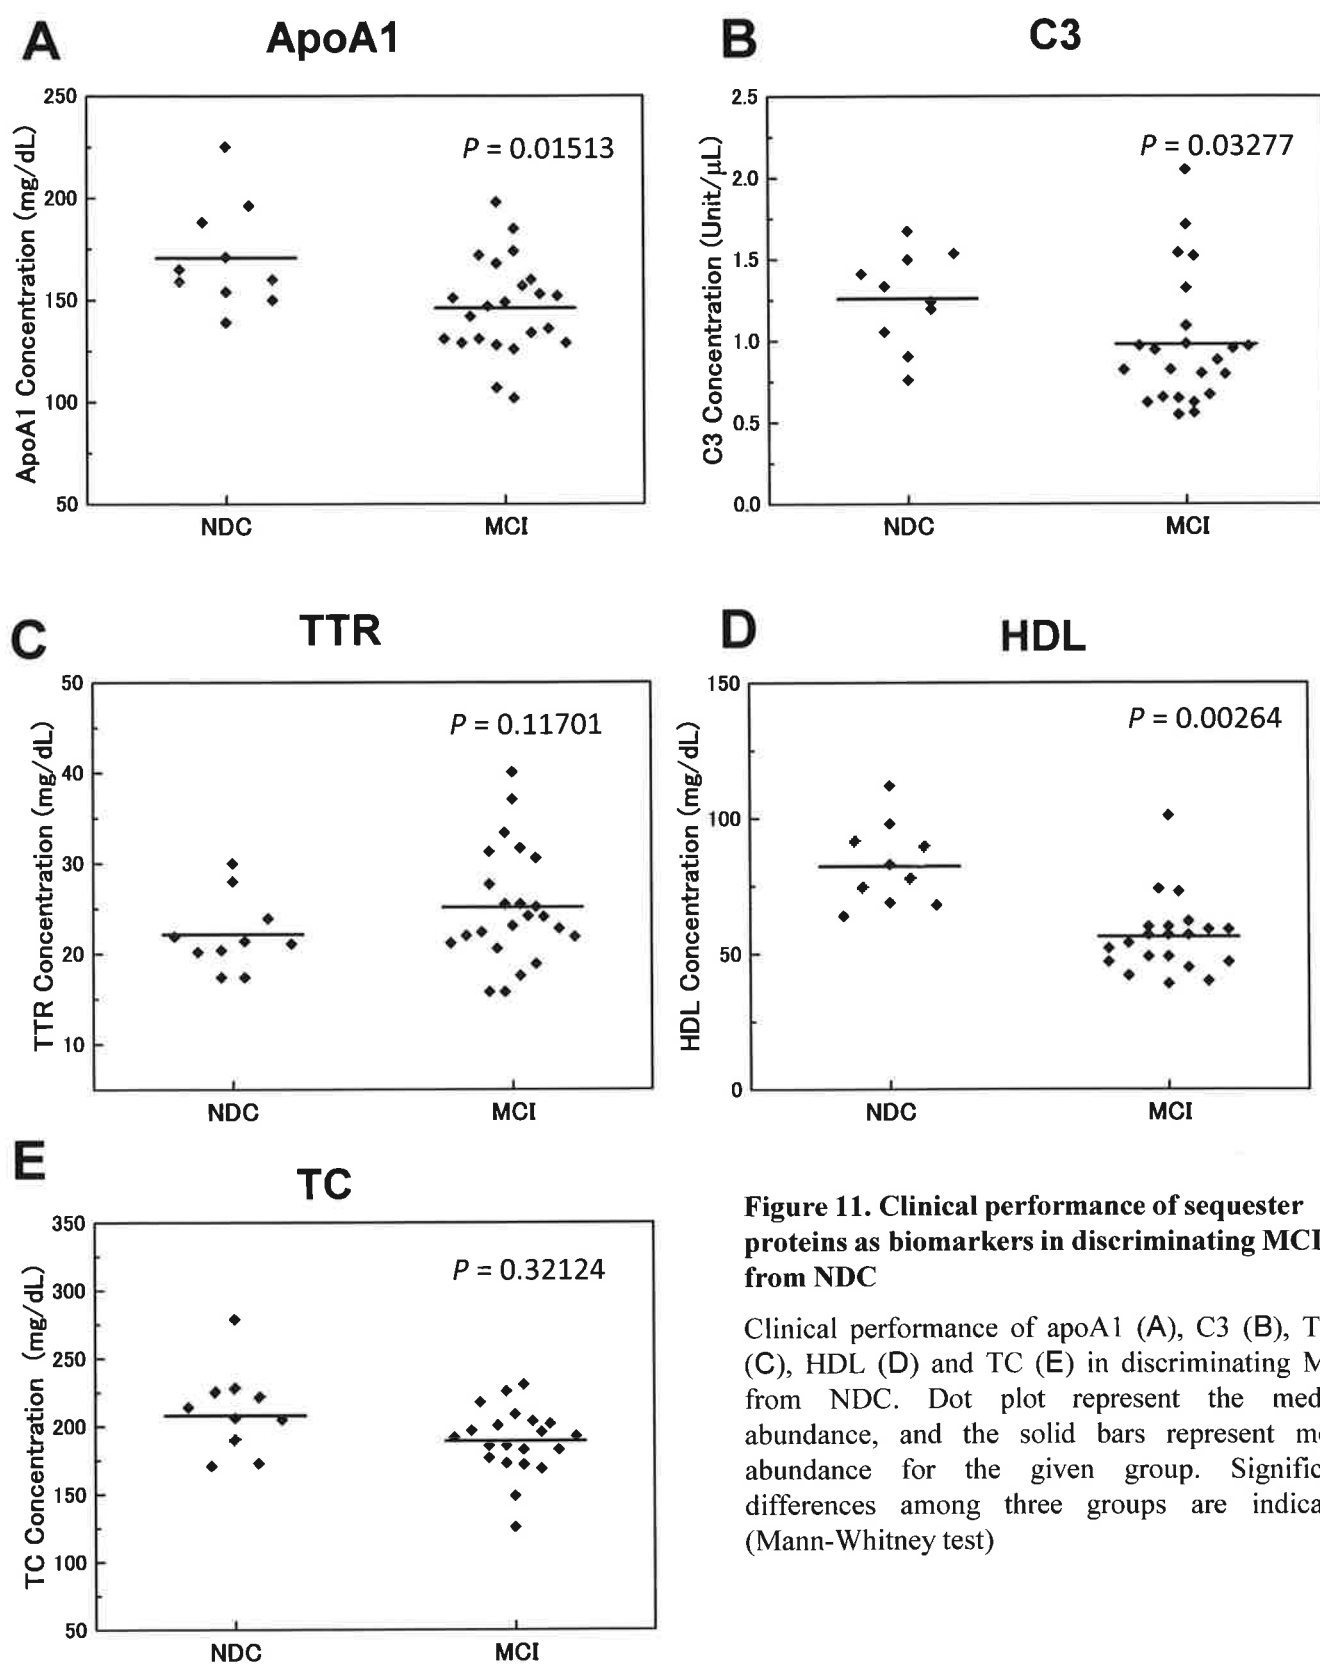 A
ApoA1
250
200
150
100
50
ApoA1 Concentration (mg/dL)
P = 0.01513
NDC
MCI
B
C3
2.5
2.0
1.5
1.0
0.5
0.0
C3 Concentration (Unit/μL)
P = 0.03277
NDC
MCI
C
TTR
50
40
30
20
10
TTR Concentration (mg/dL)
P = 0.11701
NDC
MCI
D
HDL
150
100
50
0
HDL Concentration (mg/dL)
P = 0.00264
NDC
MCI
E
TC
350
300
250
200
150
100
50
TC Concentration (mg/dL)
P = 0.32124
NDC
MCI
Figure 11. Clinical performance of sequester
proteins as biomarkers in discriminating MCI
from NDC
Clinical performance of apoA1 (A), C3 (B), 
(C), HDL (D) and TC (E) in discriminating
from NDC. Dot plot represent the
abundance, and the solid bars represent
abundance for the given group.
differences among three groups are
(Mann-Whitney test)